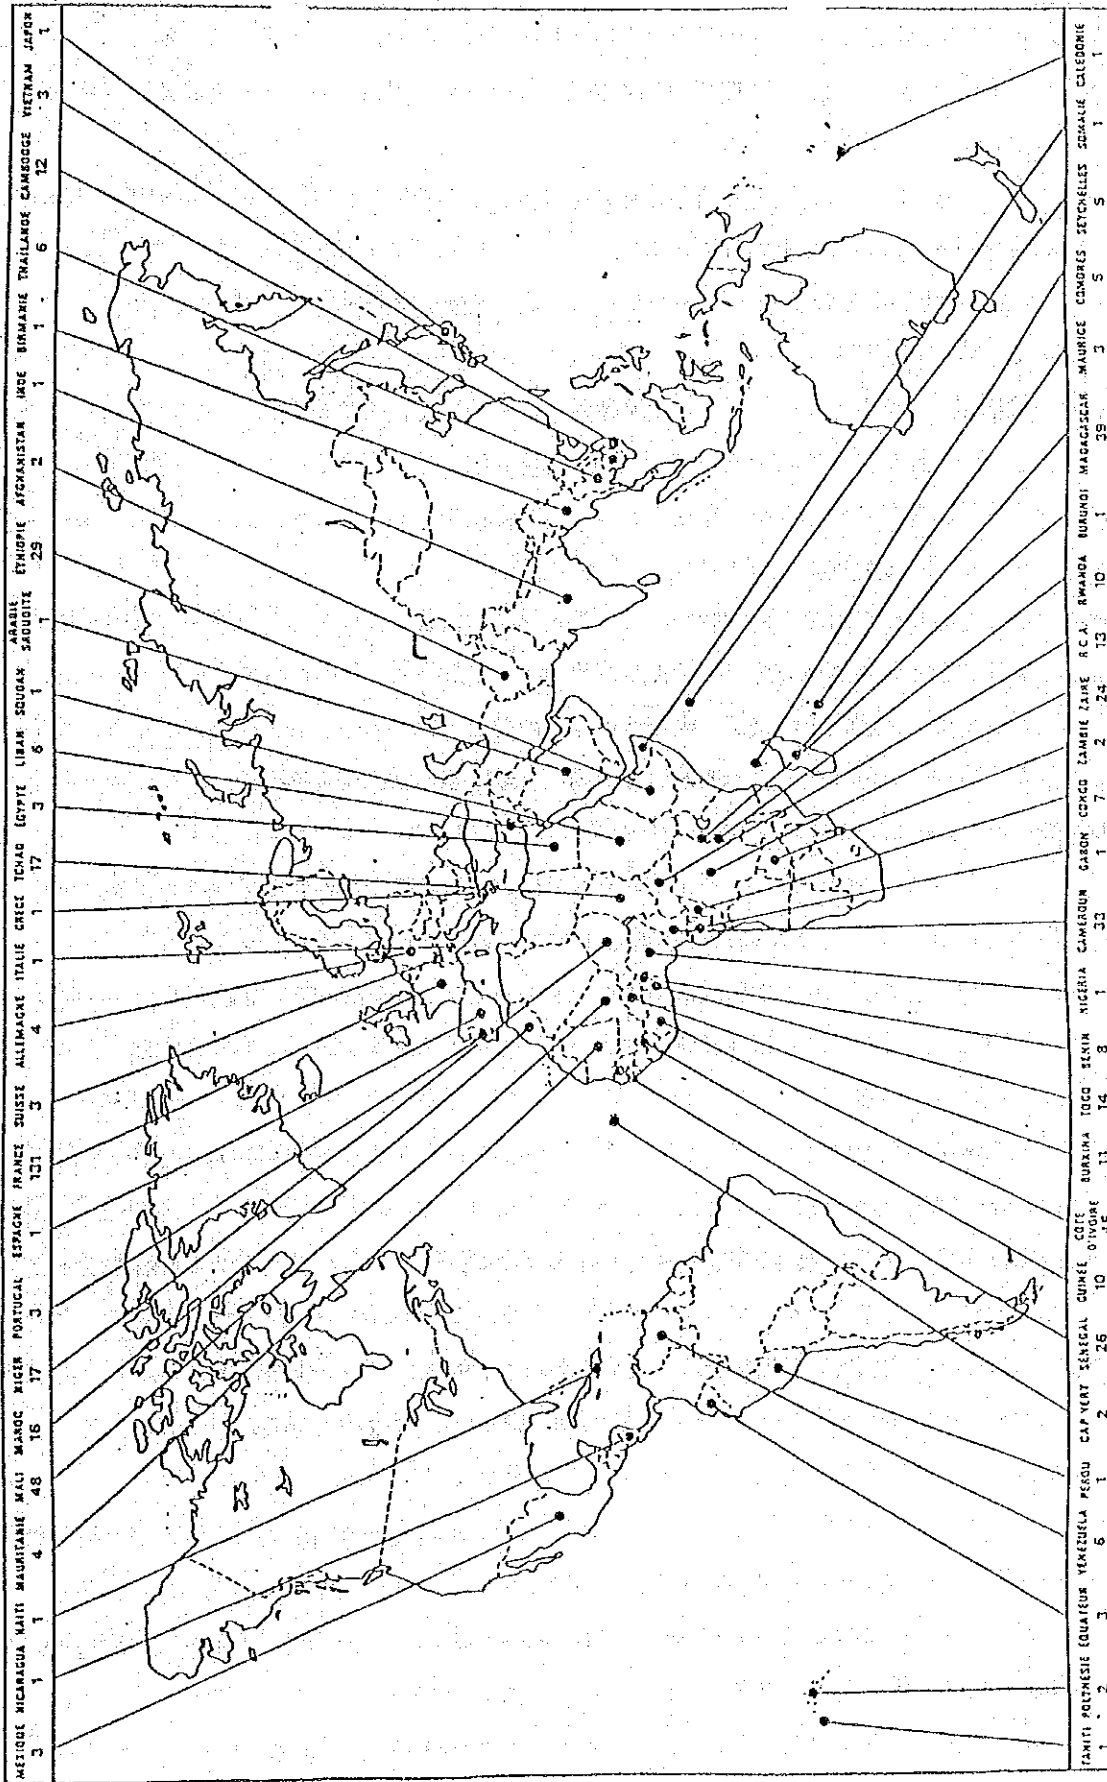 MEXIQUE NICARAGUA HAITI MAURITANIE MALI MAROC NIGER PORTUGAL ESPAGNE FRANCE SUISSE ALLEMAGNE ITALIE GRECE TCHAD EGYPTE LIBAN SOUDAN ARABIE SAOUDITE ETHIOPIE AFGHANISTAN INDE BIRMANIE THAILANDE CAMBODGE VIETNAM JAPON
3 1 1 4 48 16 17 3 1 131 3 4 1 1 17 3 6 1 1 29 2 1 1 6 12 3 1
TAHITI POLYNESIE EQUATEUR VENEZUELA PEROU CAP VERT SENEGAL GUINEE COTE D'IVOIRE BURKINA TOGO BENIN NIGERIA CAMEROUN GABON CONGO ZAMBIE ZAIRE R.C.A. RWANDA BURUNDI MADAGASCAR MAURICE COMORES SEYCHELLES SOMALIE CALEDONIE
1 2 3 6 1 2 26 10 15 11 14 8 1 33 1 7 2 24 13 10 1 39 3 5 5 1 1